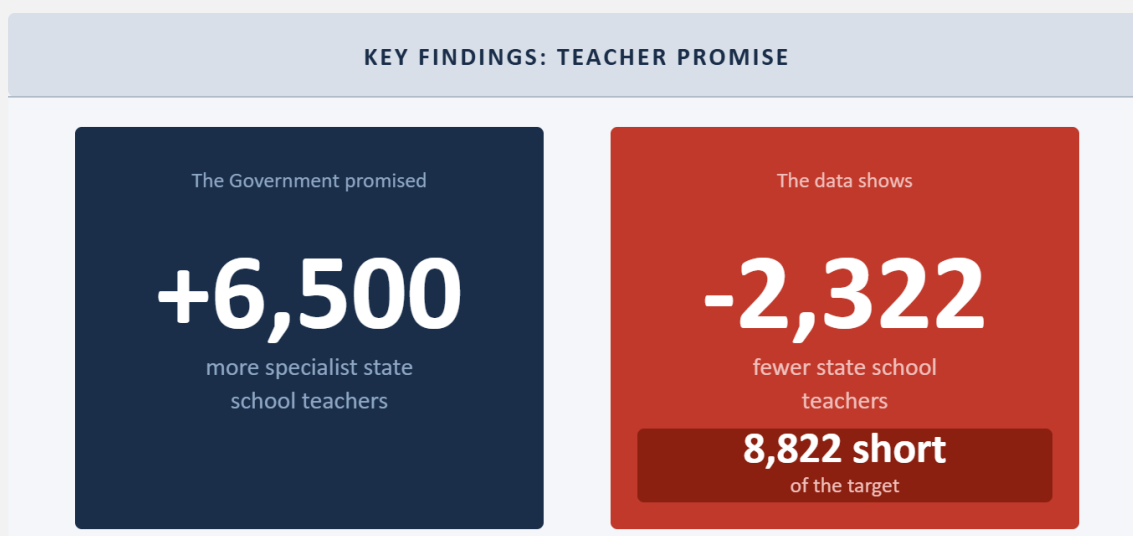 KEY FINDINGS: TEACHER PROMISE
The Government promised
+6,500
more specialist state
school teachers
The data shows
-2,322
fewer state school
teachers
8,822 short
of the target